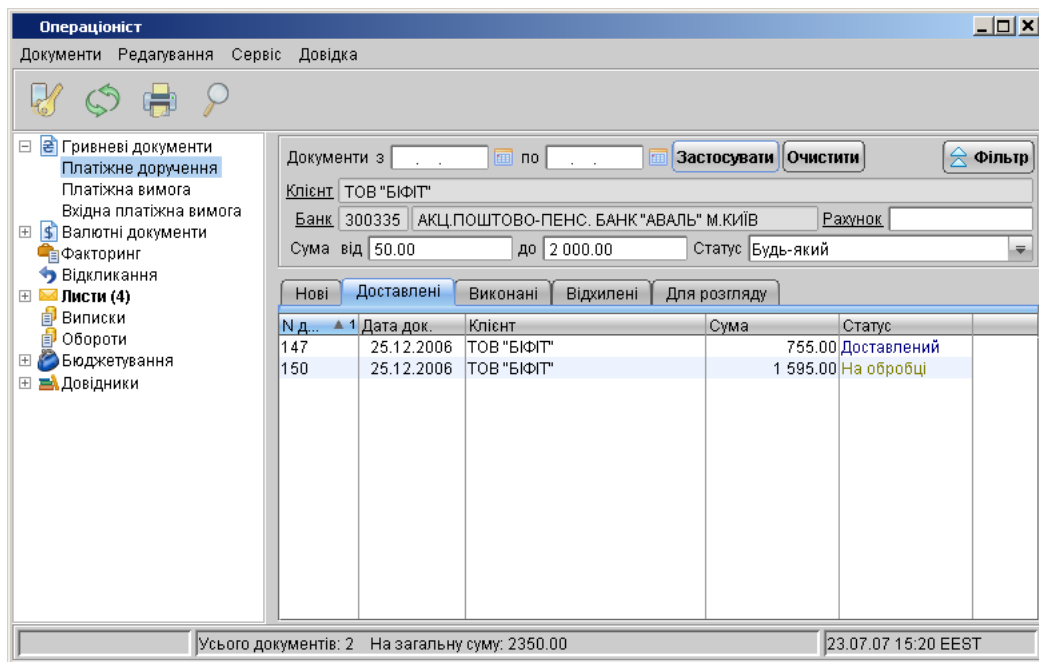 Операціоніст
Документи Редагування Сервіс Довідка
Гривневі документи
Платіжне доручення
Платіжна вимога
Вхідна платіжна вимога
Валютні документи
Факторинг
Відкликання
Листи (4)
Виписки
Обороти
Бюджетування
Довідники
Документи з . . по . . Застосувати Очистити Фільтр
Клієнт ТОВ "БІФІТ"
Банк 300335 АКЦ.ПОШТОВО-ПЕНС. БАНК "АВАЛЬ" М.КИЇВ Рахунок
Сума від 50.00 до 2 000.00 Статус Будь-який
Нові Доставлені Виконані Відхилені Для розгляду
N д... 1 Дата док. Клієнт Сума Статус
147 25.12.2006 ТОВ "БІФІТ" 755.00 Доставлений
150 25.12.2006 ТОВ "БІФІТ" 1 595.00 На обробці
Усього документів: 2 На загальну суму: 2350.00 23.07.07 15:20 EEST